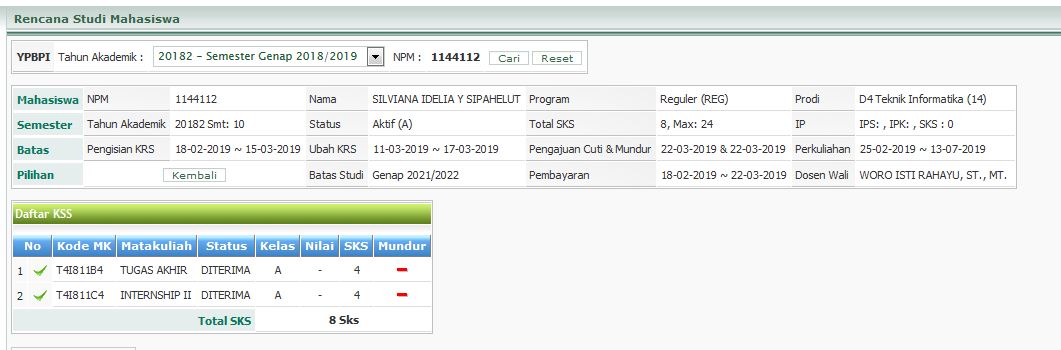 Rencana Studi Mahasiswa
YPBPI Tahun Akademik : 20182 - Semester Genap 2018/2019 NPM : 1144112 Cari Reset
Mahasiswa NPM 1144112 Nama SILVIANA IDELIA Y SIPAHELUT Program Reguler (REG) Prodi D4 Teknik Informatika (14)
Semester Tahun Akademik 20182 Smt: 10 Status Aktif (A) Total SKS 8, Max: 24 IP IPS: , IPK: , SKS : 0
Batas Pengisian KRS 18-02-2019 ~ 15-03-2019 Ubah KRS 11-03-2019 ~ 17-03-2019 Pengajuan Cuti & Mundur 22-03-2019 & 22-03-2019 Perkuliahan 25-02-2019 ~ 13-07-2019
Pilihan Kembali Batas Studi Genap 2021/2022 Pembayaran 18-02-2019 ~ 22-03-2019 Dosen Wali WORO ISTI RAHAYU, ST., MT.
Daftar KSS
No Kode MK Matakuliah Status Kelas Nilai SKS Mundur
1 T4I811B4 TUGAS AKHIR DITERIMA A - 4
2 T4I811C4 INTERNSHIP II DITERIMA A - 4
Total SKS 8 Sks